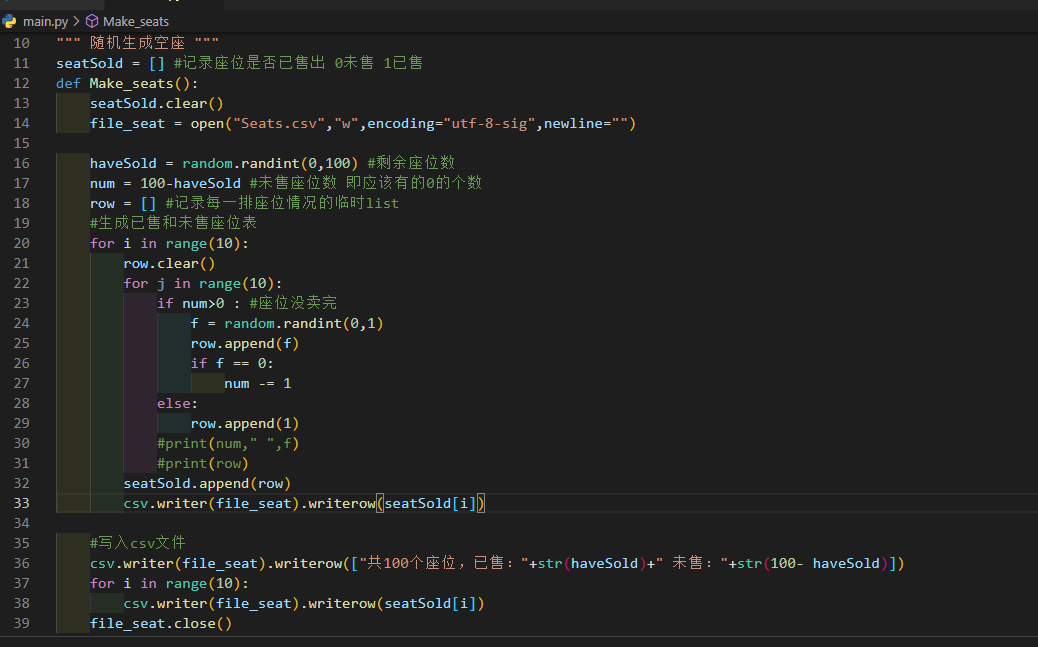 main.py > Make_seats
10 """ 随机生成空座 """
11 seatSold = [] #记录座位是否已售出 0未售 1已售
12 def Make_seats():
13 seatSold.clear()
14 file_seat = open("Seats.csv","w",encoding="utf-8-sig",newline="")
15
16 haveSold = random.randint(0,100) #剩余座位数
17 num = 100-haveSold #未售座位数 即应该有的0的个数
18 row = [] #记录每一排座位情况的临时list
19 #生成已售和未售座位表
20 for i in range(10):
21 row.clear()
22 for j in range(10):
23 if num>0 : #座位没卖完
24 f = random.randint(0,1)
25 row.append(f)
26 if f == 0:
27 num -= 1
28 else:
29 row.append(1)
30 #print(num," ",f)
31 #print(row)
32 seatSold.append(row)
33 csv.writer(file_seat).writerow(seatSold[i])
34
35 #写入csv文件
36 csv.writer(file_seat).writerow(["共100个座位，已售："+str(haveSold)+" 未售："+str(100- haveSold)])
37 for i in range(10):
38 csv.writer(file_seat).writerow(seatSold[i])
39 file_seat.close()